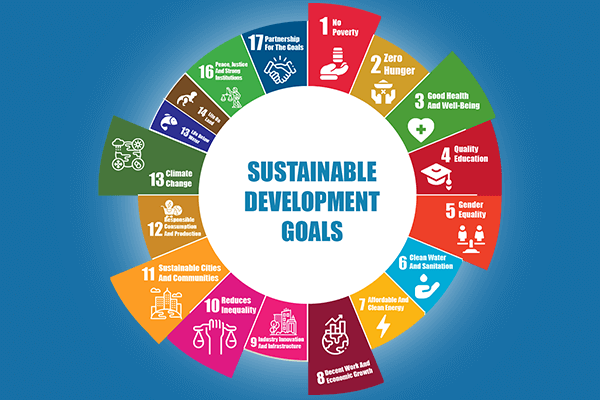 SUSTAINABLE
DEVELOPMENT
GOALS
1 No
Poverty
2 Zero
Hunger
3 Good Health
And Well-Being
4 Quality
Education
5 Gender
Equality
6 Clean Water
And Sanitation
7 Affordable And
Clean Energy
8 Decent Work And
Economic Growth
9 Industry Innovation
And Infrastructure
10 Reduces
Inequality
11 Sustainable Cities
And Communities
12 Responsible
Consumption
And Production
13 Climate
Change
13 Life Below
Water
14 Life On
Land
16 Peace, Justice
And Strong
Institutions
17 Partnership
For The Goals